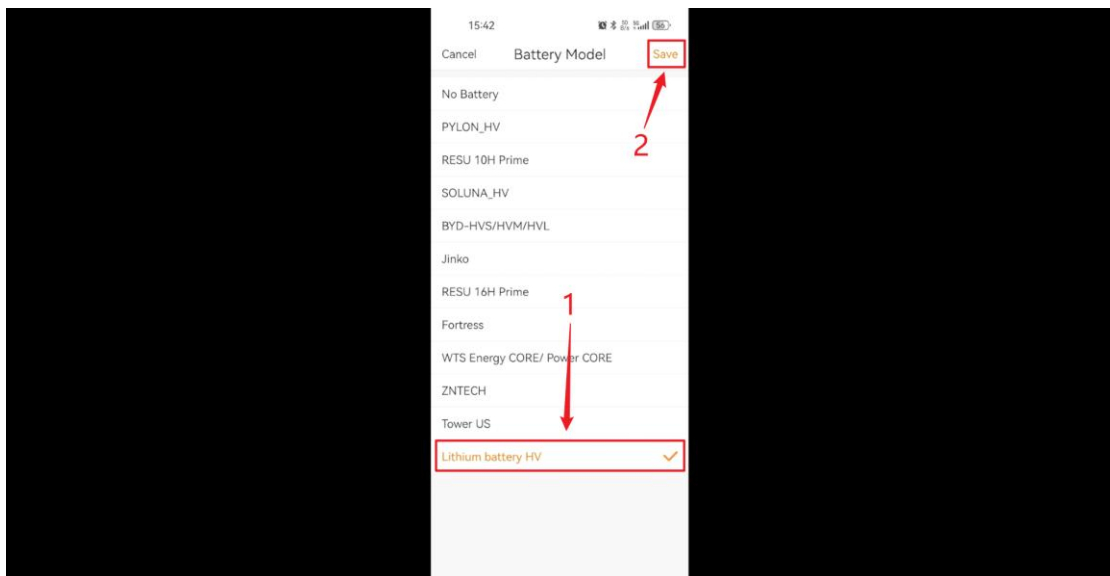 15:42
56
Cancel Battery Model Save
No Battery
PYLON_HV
2
RESU 10H Prime
SOLUNA_HV
BYD-HVS/HVM/HVL
Jinko
RESU 16H Prime
1
Fortress
WTS Energy CORE/ Power CORE
ZNTECH
Tower US
Lithium battery HV